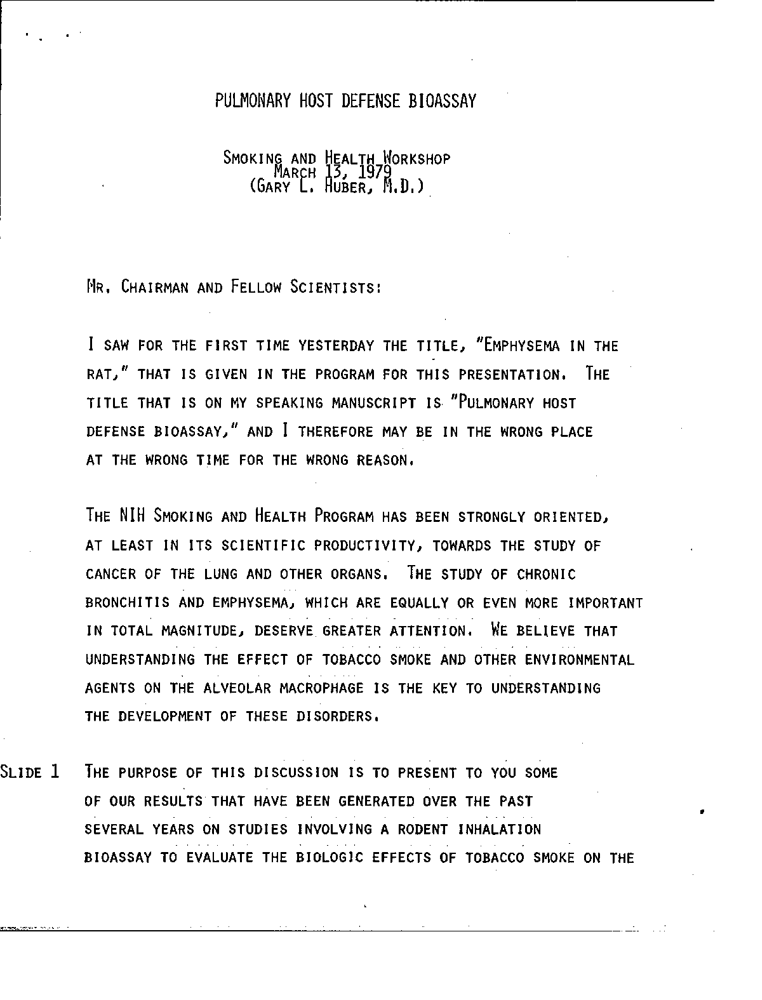 PULMONARY HOST DEFENSE BIOASSAY
SMOKING AND HEALTH WORKSHOP
MARCH 13, 1979
(GARY L. HUBER, M.D.)
MR. CHAIRMAN AND FELLOW SCIENTISTS:
I SAW FOR THE FIRST TIME YESTERDAY THE TITLE, "EMPHYSEMA IN THE
RAT," THAT IS GIVEN IN THE PROGRAM FOR THIS PRESENTATION. THE
TITLE THAT IS ON MY SPEAKING MANUSCRIPT IS "PULMONARY HOST
DEFENSE BIOASSAY," AND I THEREFORE MAY BE IN THE WRONG PLACE
AT THE WRONG TIME FOR THE WRONG REASON.
THE NIH SMOKING AND HEALTH PROGRAM HAS BEEN STRONGLY ORIENTED,
AT LEAST IN ITS SCIENTIFIC PRODUCTIVITY, TOWARDS THE STUDY OF
CANCER OF THE LUNG AND OTHER ORGANS. THE STUDY OF CHRONIC
BRONCHITIS AND EMPHYSEMA, WHICH ARE EQUALLY OR EVEN MORE IMPORTANT
IN TOTAL MAGNITUDE, DESERVE GREATER ATTENTION. WE BELIEVE THAT
UNDERSTANDING THE EFFECT OF TOBACCO SMOKE AND OTHER ENVIRONMENTAL
AGENTS ON THE ALVEOLAR MACROPHAGE IS THE KEY TO UNDERSTANDING
THE DEVELOPMENT OF THESE DISORDERS.
SLIDE 1 THE PURPOSE OF THIS DISCUSSION IS TO PRESENT TO YOU SOME
OF OUR RESULTS THAT HAVE BEEN GENERATED OVER THE PAST
SEVERAL YEARS ON STUDIES INVOLVING A RODENT INHALATION
BIOASSAY TO EVALUATE THE BIOLOGIC EFFECTS OF TOBACCO SMOKE ON THE